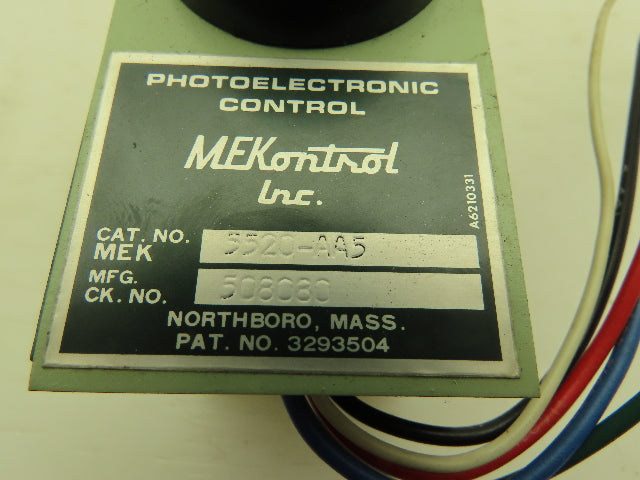 PHOTOELECTRONIC
CONTROL
MEKontrol
Inc.
A6210331
CAT. NO.
MEK 5520-AA5
MFG.
CK. NO. 508080
NORTHBORO, MASS.
PAT. NO. 3293504